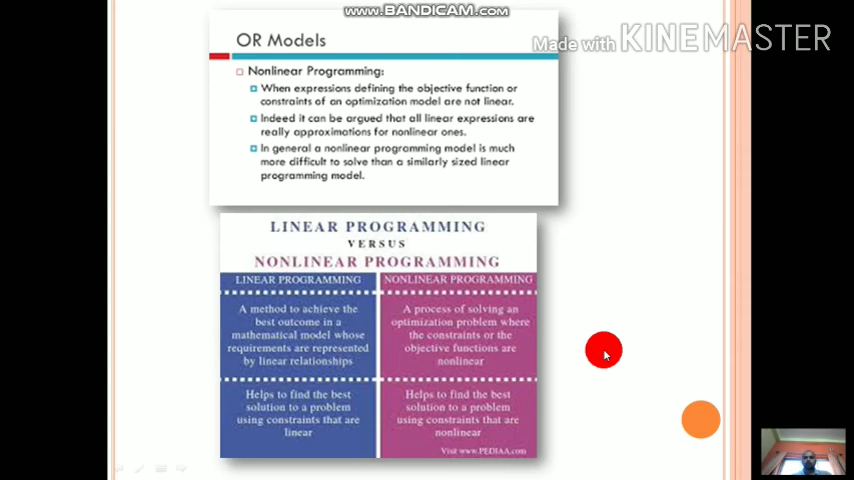 www.BANDICAM.com
Made with KINEMASTER
OR Models
Nonlinear Programming:
When expressions defining the objective function or
constraints of an optimization model are not linear.
Indeed it can be argued that all linear expressions are
really approximations for nonlinear ones.
In general a nonlinear programming model is much
more difficult to solve than a similarly sized linear
programming model.
LINEAR PROGRAMMING
VERSUS
NONLINEAR PROGRAMMING
LINEAR PROGRAMMING
A method to achieve the
best outcome in a
mathematical model whose
requirements are represented
by linear relationships
Helps to find the best
solution to a problem
using constraints that are
linear
NONLINEAR PROGRAMMING
A process of solving an
optimization problem where
the constraints or the
objective functions are
nonlinear
Helps to find the best
solution to a problem
using constraints that are
nonlinear
Visit www.PEDIAA.com